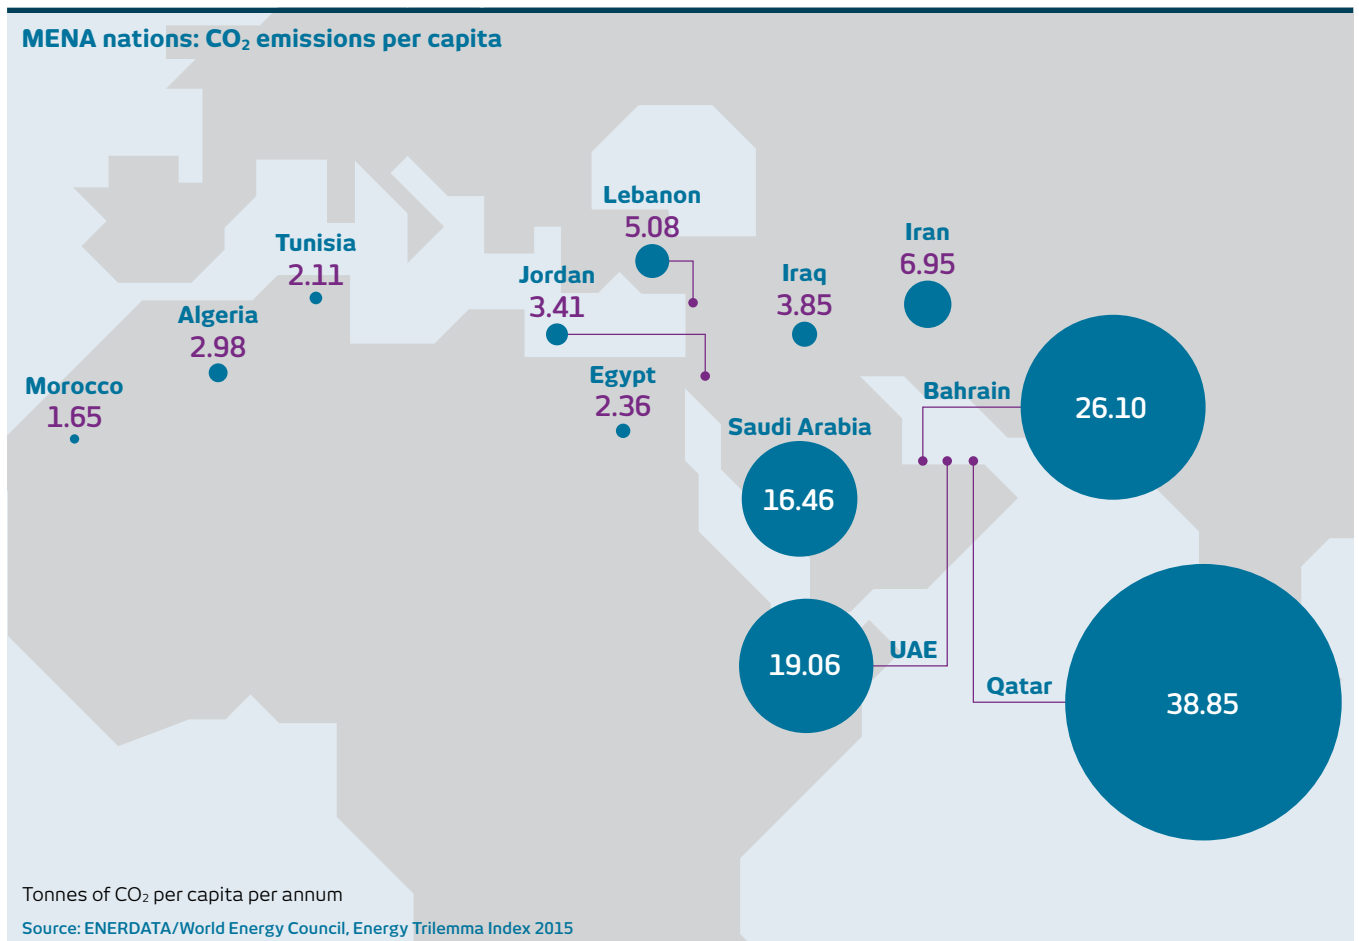 MENA nations: CO₂ emissions per capita
Lebanon
5.08
Iran
6.95
Tunisia
2.11
Jordan
3.41
Iraq
3.85
Algeria
2.98
Egypt
2.36
Morocco
1.65
Bahrain
26.10
Saudi Arabia
16.46
19.06
UAE
Qatar
38.85
Tonnes of CO₂ per capita per annum
Source: ENERDATA/World Energy Council, Energy Trilemma Index 2015